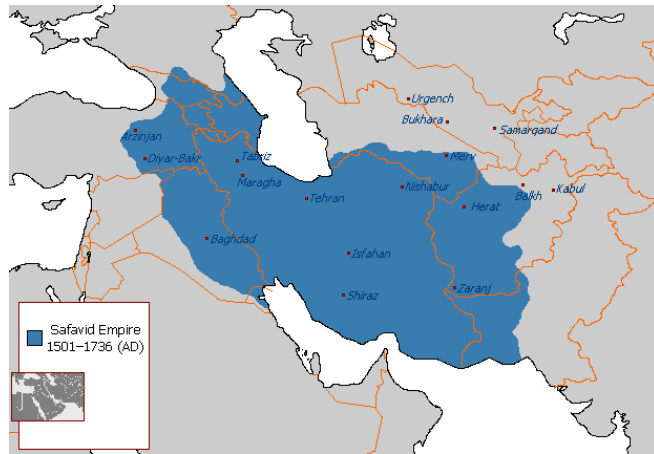 Urgench
Bukhara
Samargand
Arzinjan
Diyar-Bakir
Tabriz
Merv
Maragha
Nishabur
Balkh
Kabul
Tehran
Herat
Baghdad
Isfahan
Zaranj
Shiraz
Safavid Empire
1501–1736 (AD)